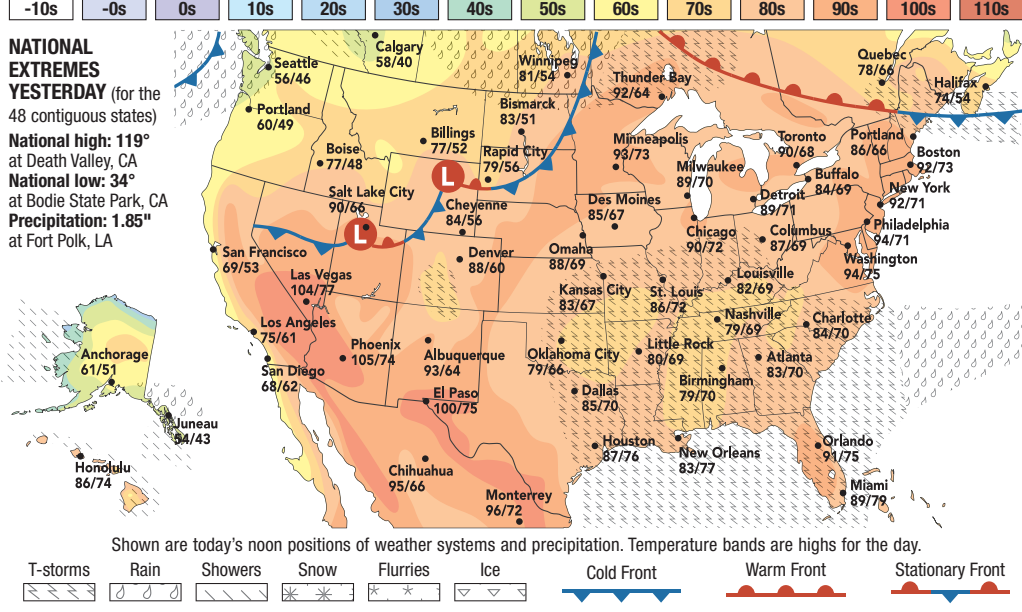 -10s -0s 0s 10s 20s 30s 40s 50s 60s 70s 80s 90s 100s 110s
NATIONAL
EXTREMES
YESTERDAY (for the
48 contiguous states)
National high: 119°
at Death Valley, CA
National low: 34°
at Bodie State Park, CA
Precipitation: 1.85"
at Fort Polk, LA
Seattle
56/46
Calgary
58/40
Winnipeg
81/54
Thunder Bay
92/64
Quebec
78/66
Halifax
74/54
Portland
60/49
Bismarck
83/51
Billings
77/52
Boise
77/48
Rapid City
79/56
Minneapolis
93/73
Toronto
90/68
Portland
86/66
Boston
92/73
Milwaukee
89/70
Buffalo
84/69
New York
92/71
Detroit
89/71
L
Salt Lake City
90/66
Cheyenne
84/56
Des Moines
85/67
L
Chicago
90/72
Columbus
87/69
Philadelphia
94/71
Washington
94/75
San Francisco
69/53
Denver
88/60
Omaha
88/69
Las Vegas
104/77
Kansas City
83/67
St. Louis
86/72
Louisville
82/69
Los Angeles
75/61
Nashville
79/69
Charlotte
84/70
Phoenix
105/74
Albuquerque
93/64
Oklahoma City
79/66
Little Rock
80/69
Atlanta
83/70
San Diego
68/62
Birmingham
79/70
Anchorage
61/51
El Paso
100/75
Dallas
85/70
Juneau
54/43
Houston
87/76
New Orleans
83/77
Orlando
91/75
Honolulu
86/74
Chihuahua
95/66
Monterrey
96/72
Miami
89/79
Shown are today's noon positions of weather systems and precipitation. Temperature bands are highs for the day.
T-storms Rain Showers Snow Flurries Ice Cold Front Warm Front Stationary Front